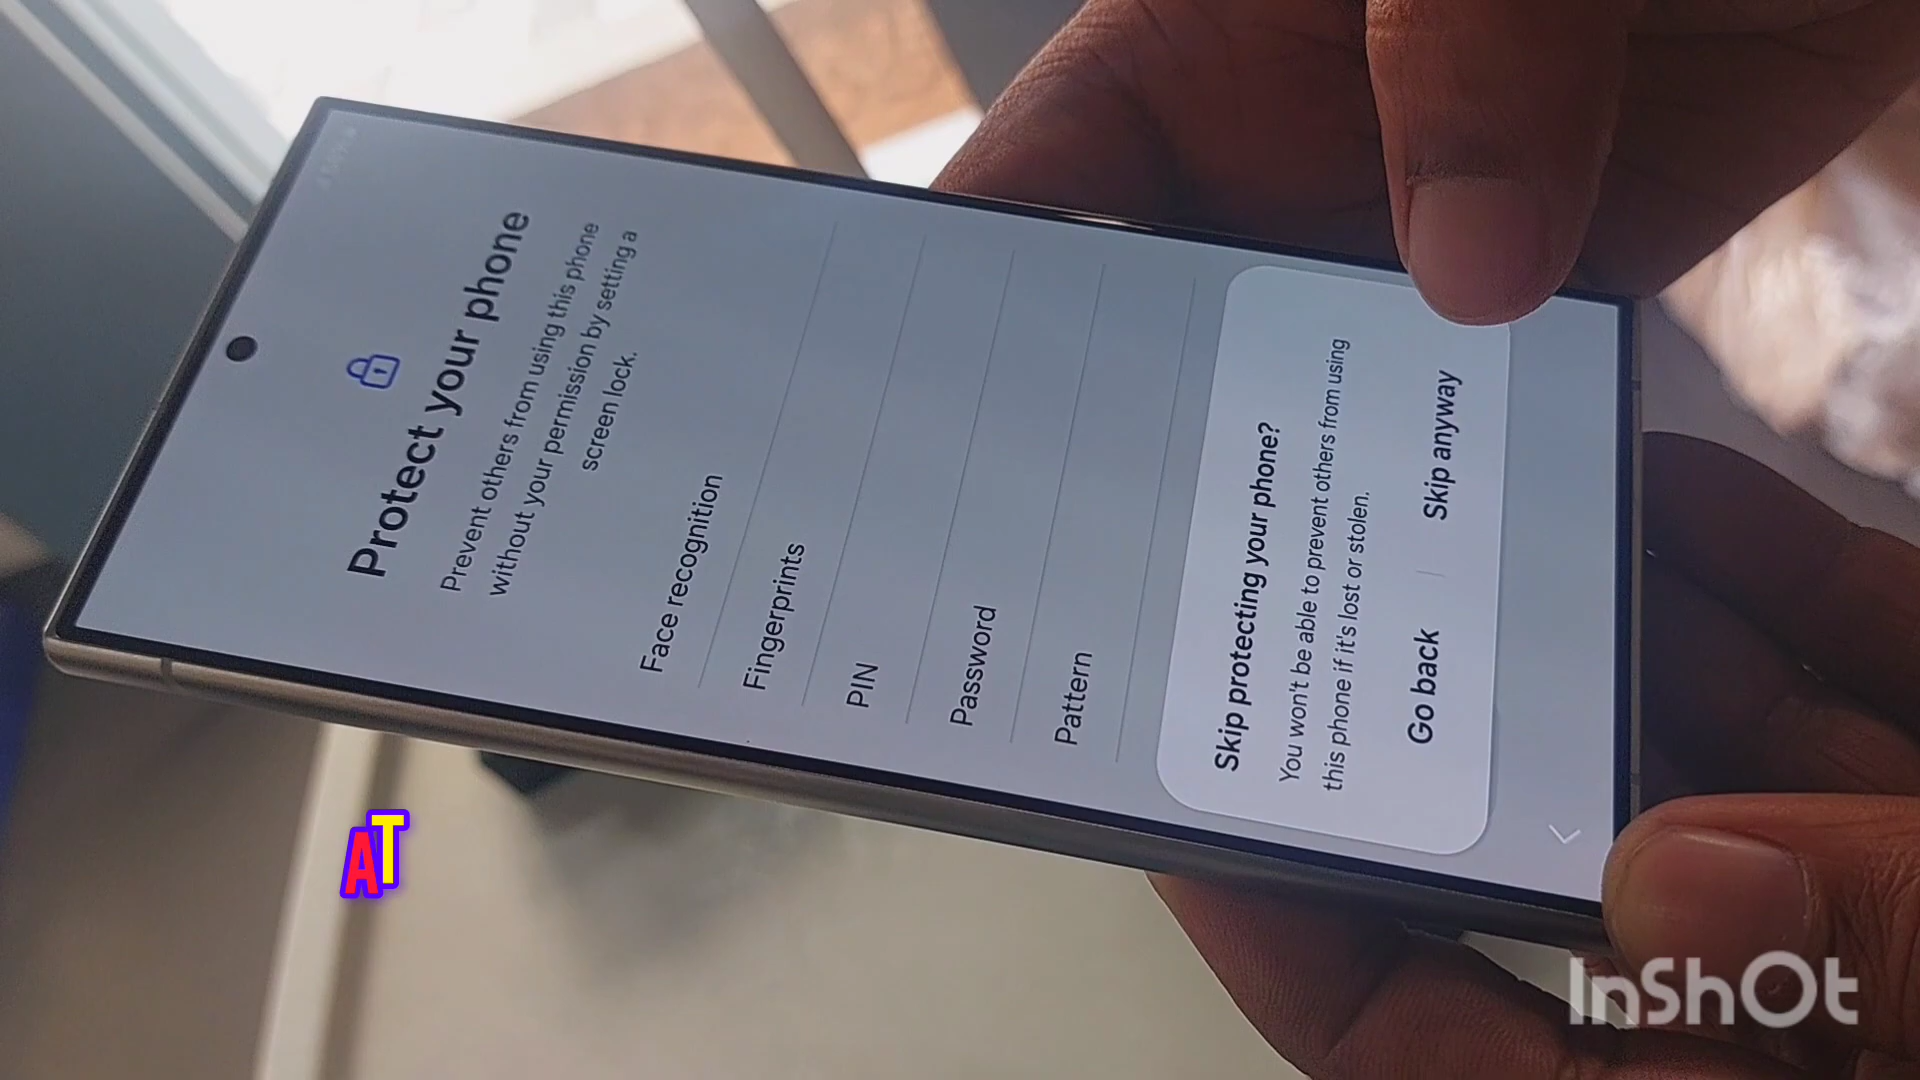 Protect your phone
Prevent others from using this phone
without your permission by setting a
screen lock.
Face recognition
Fingerprints
PIN
Password
Pattern
Skip protecting your phone?
You won't be able to prevent others from using
this phone if it's lost or stolen.
Go back | Skip anyway
AT
InShOt